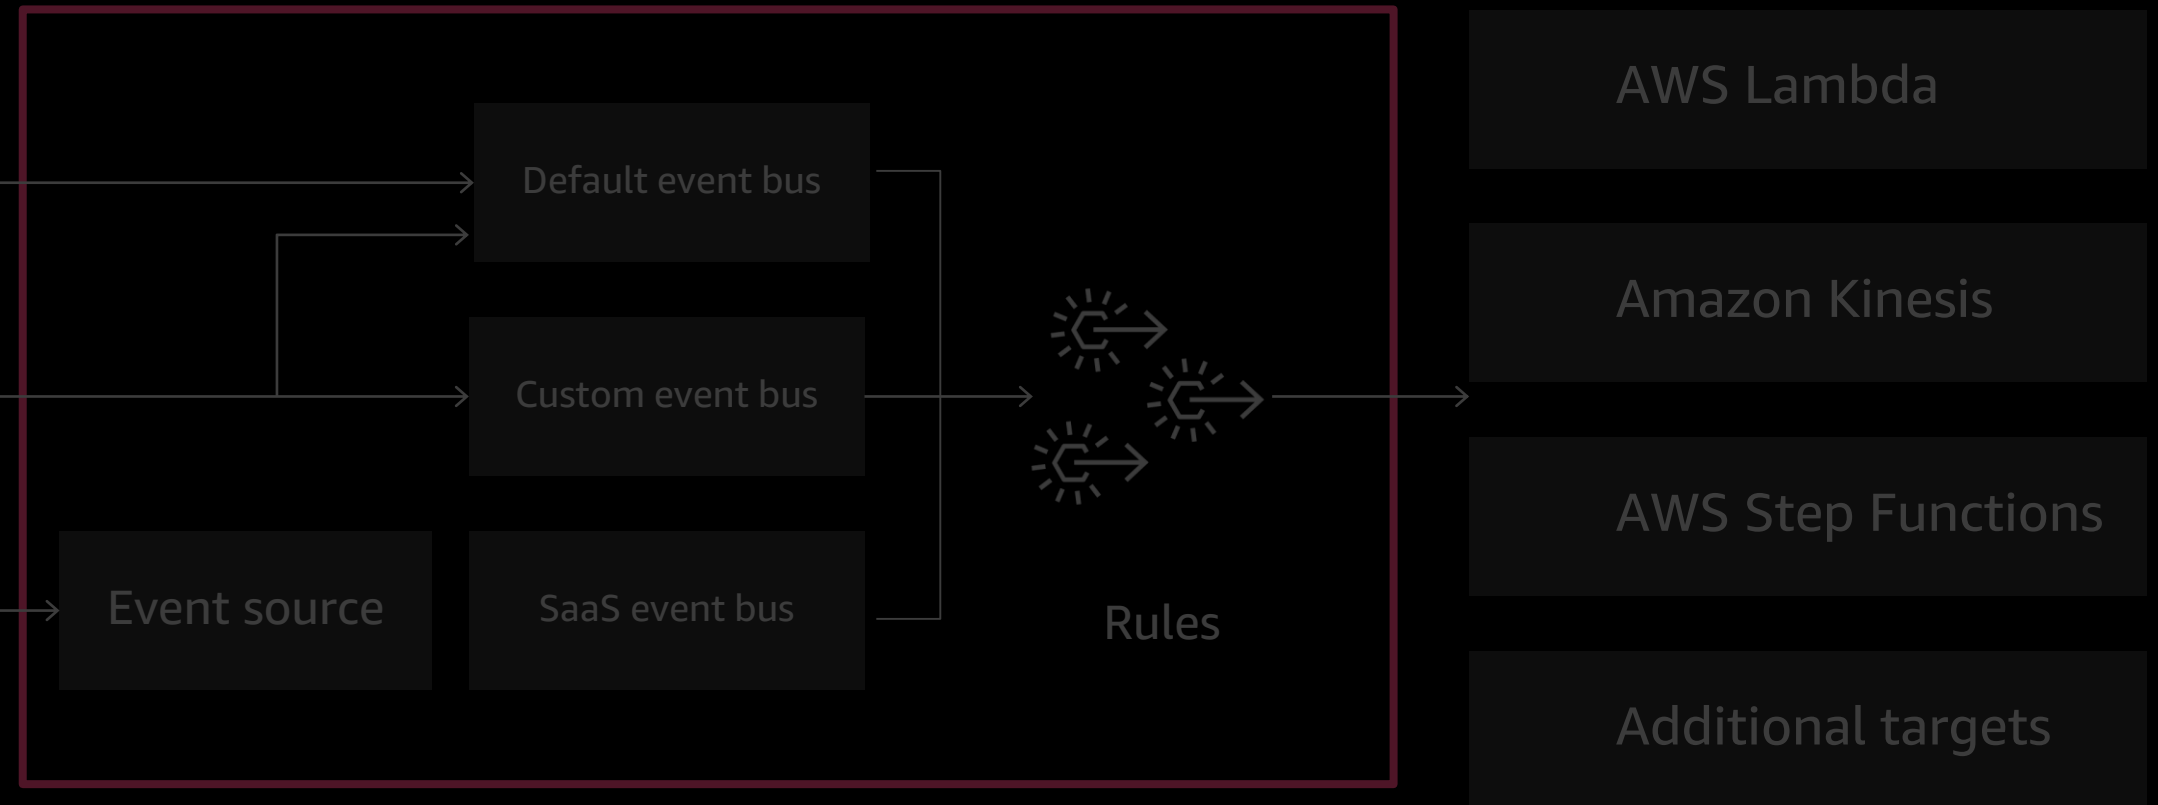 Default event bus
Custom event bus
Event source
SaaS event bus
Rules
AWS Lambda
Amazon Kinesis
AWS Step Functions
Additional targets